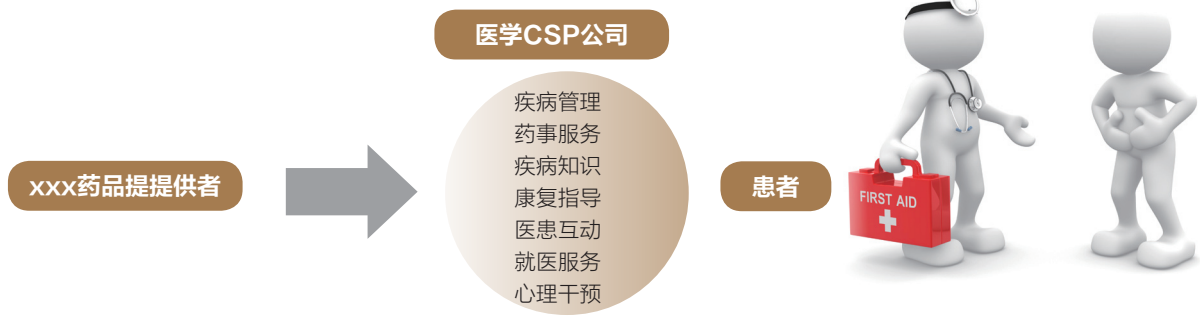 医学CSP公司
疾病管理
药事服务
疾病知识
康复指导
医患互动
就医服务
心理干预
xxx药品提提供者
患者
FIRST AID